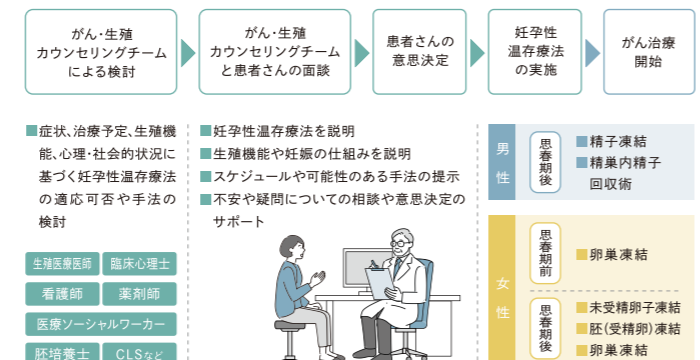 がん・生殖
カウンセリングチーム
による検討
がん・生殖
カウンセリングチーム
と患者さんの面談
患者さんの
意思決定
妊孕性
温存療法
の実施
がん治療
開始
■症状、治療予定、生殖機
能、心理・社会的状況に
基づく妊孕性温存療法
の適応可否や手法の
検討
生殖医療医師
臨床心理士
看護師
薬剤師
医療ソーシャルワーカー
胚培養士
CLSなど
■妊孕性温存療法を説明
■生殖機能や妊娠の仕組みを説明
■スケジュールや可能性のある手法の提示
■不安や疑問についての相談や意思決定の
サポート
男性
思春期後
■精子凍結
■精巣内精子
回収術
女性
思春期前
■卵巣凍結
思春期後
■未受精卵子凍結
■胚(受精卵)凍結
■卵巣凍結